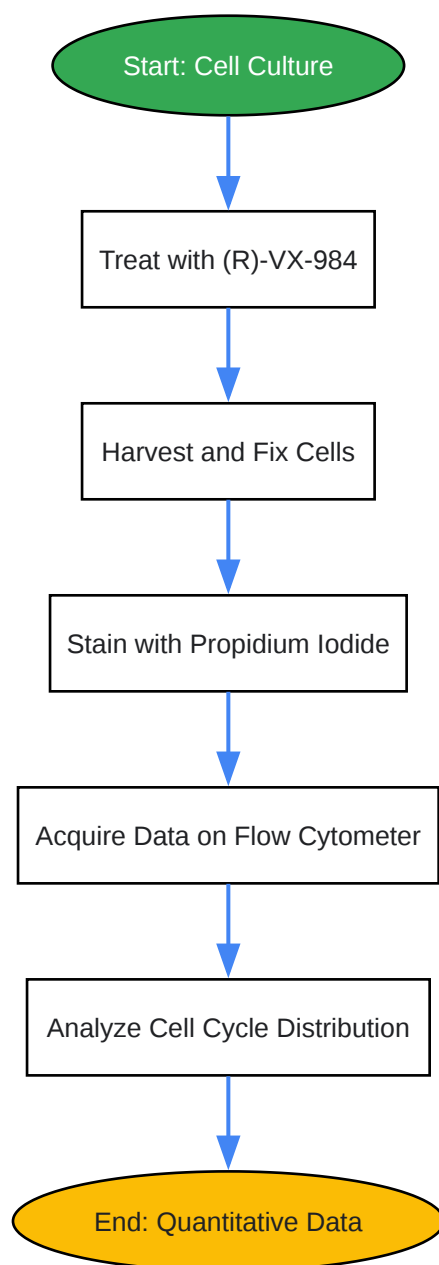 Start: Cell Culture
Treat with (R)-VX-984
Harvest and Fix Cells
Stain with Propidium Iodide
Acquire Data on Flow Cytometer
Analyze Cell Cycle Distribution
End: Quantitative Data